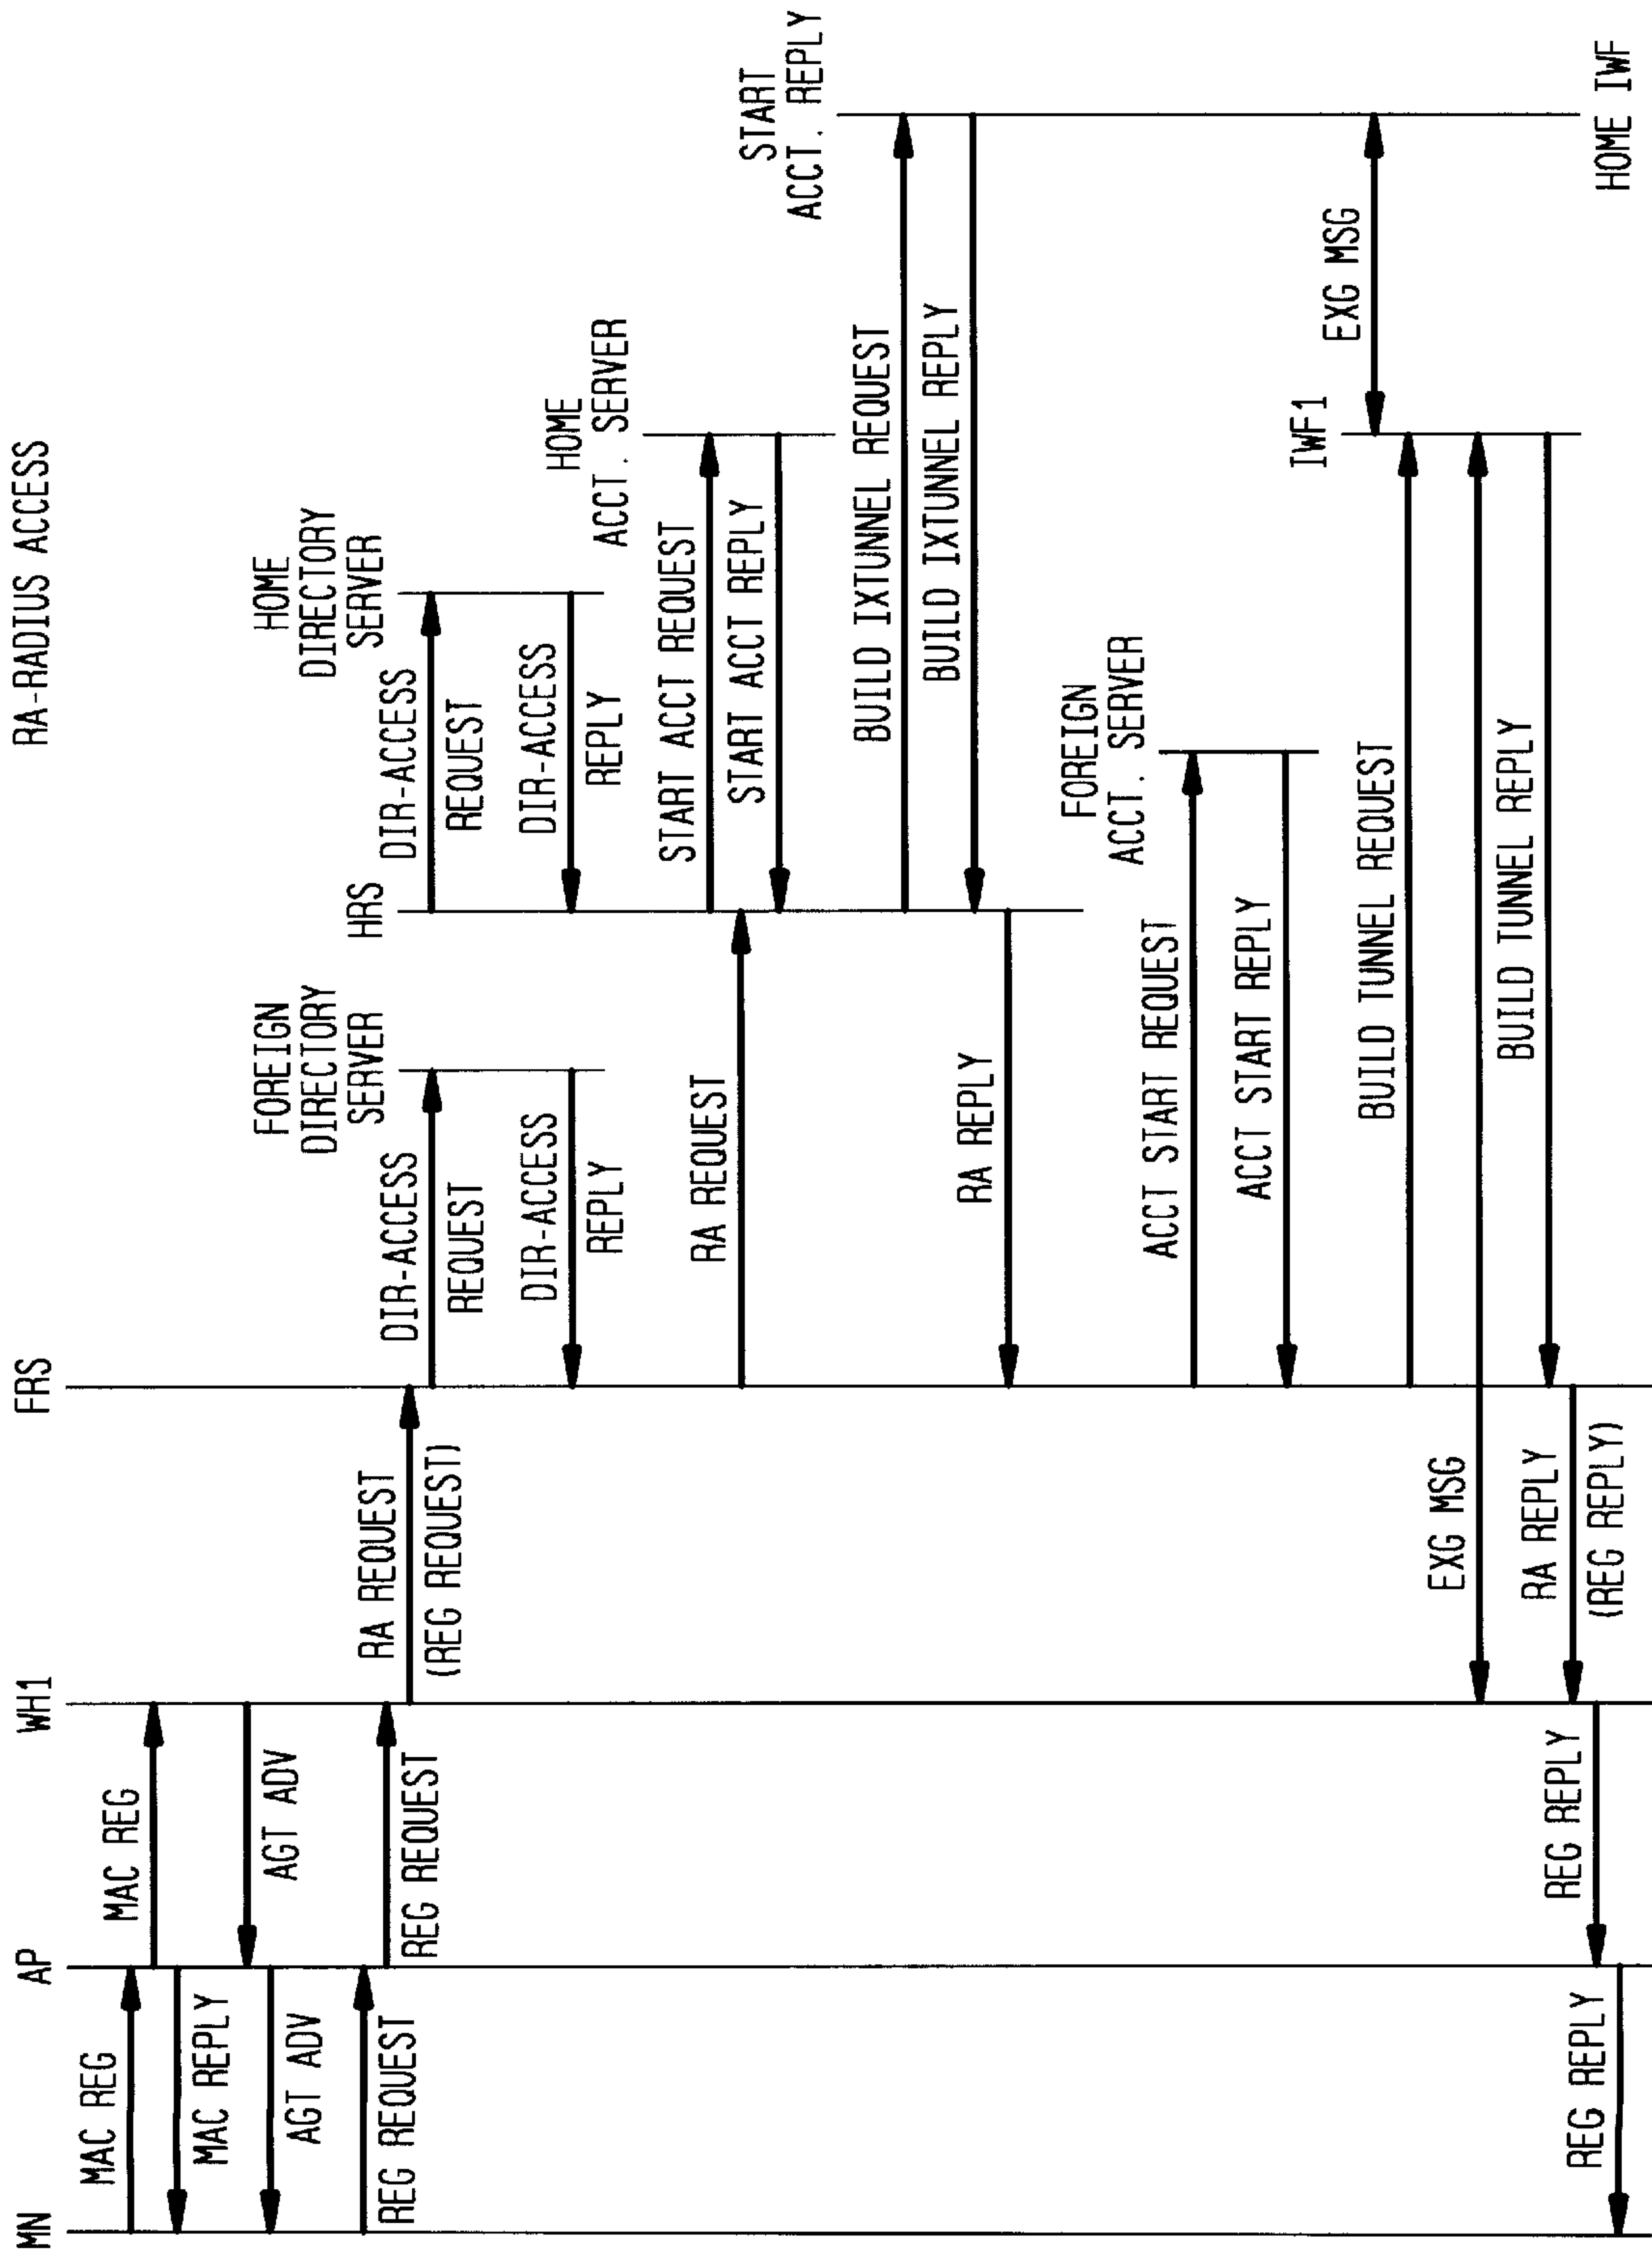 RA-RADIUS ACCESS
MN
AP
WH1
FRS
MAC REG
MAC REG
MAC REPLY
AGT ADV
AGT ADV
REG REQUEST
REG REQUEST
RA REQUEST
(REG REQUEST)
FOREIGN
DIRECTORY
SERVER
HRS
HOME
DIRECTORY
SERVER
DIR-ACCESS
REQUEST
DIR-ACCESS
REPLY
DIR-ACCESS
REQUEST
DIR-ACCESS
REPLY
HOME
ACCT. SERVER
RA REQUEST
START ACCT REQUEST
START ACCT REPLY
START
ACCT. REPLY
BUILD IXTUNNEL REQUEST
BUILD IXTUNNEL REPLY
RA REPLY
FOREIGN
ACCT. SERVER
ACCT START REQUEST
ACCT START REPLY
IWF1
EXG MSG
BUILD TUNNEL REQUEST
EXG MSG
BUILD TUNNEL REPLY
RA REPLY
(REG REPLY)
REG REPLY
REG REPLY
HOME IWF